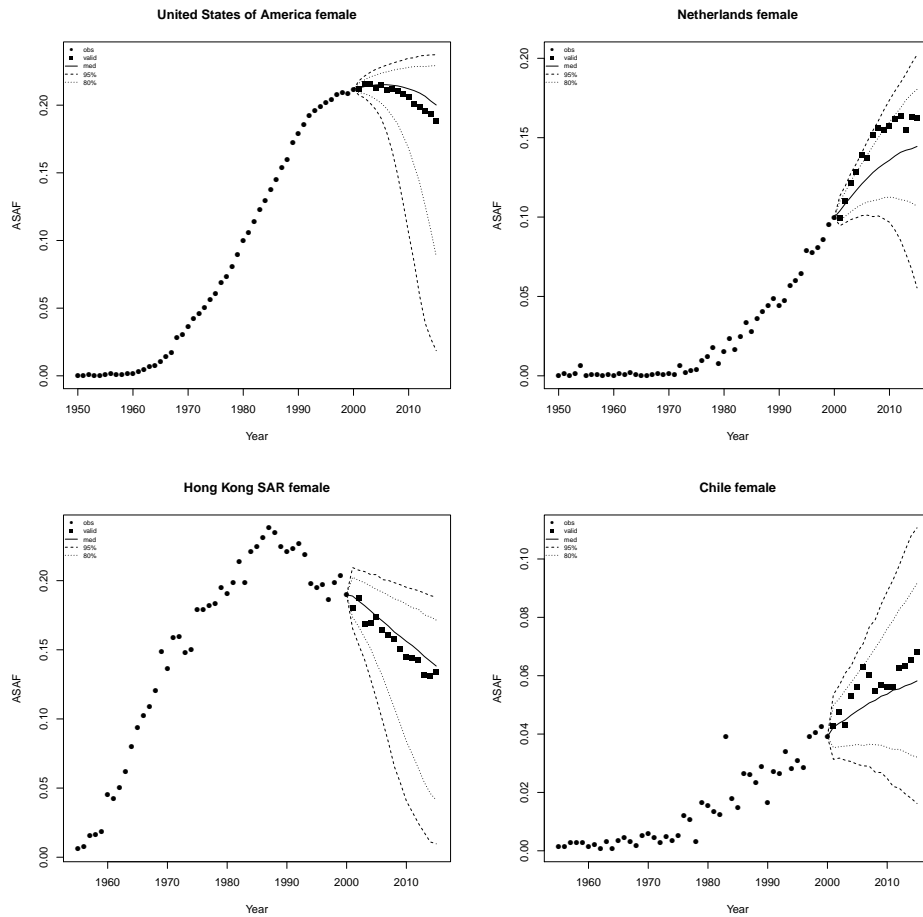 United States of America female
obs
valid
med
95%
80%
ASAF
0.00
0.05
0.10
0.15
0.20
1950 1960 1970 1980 1990 2000 2010
Year
Netherlands female
obs
valid
med
95%
80%
ASAF
0.00
0.05
0.10
0.15
0.20
1950 1960 1970 1980 1990 2000 2010
Year
Hong Kong SAR female
obs
valid
med
95%
80%
ASAF
0.00
0.05
0.10
0.15
0.20
1960 1970 1980 1990 2000 2010
Year
Chile female
obs
valid
med
95%
80%
ASAF
0.00
0.02
0.04
0.06
0.08
0.10
1960 1970 1980 1990 2000 2010
Year